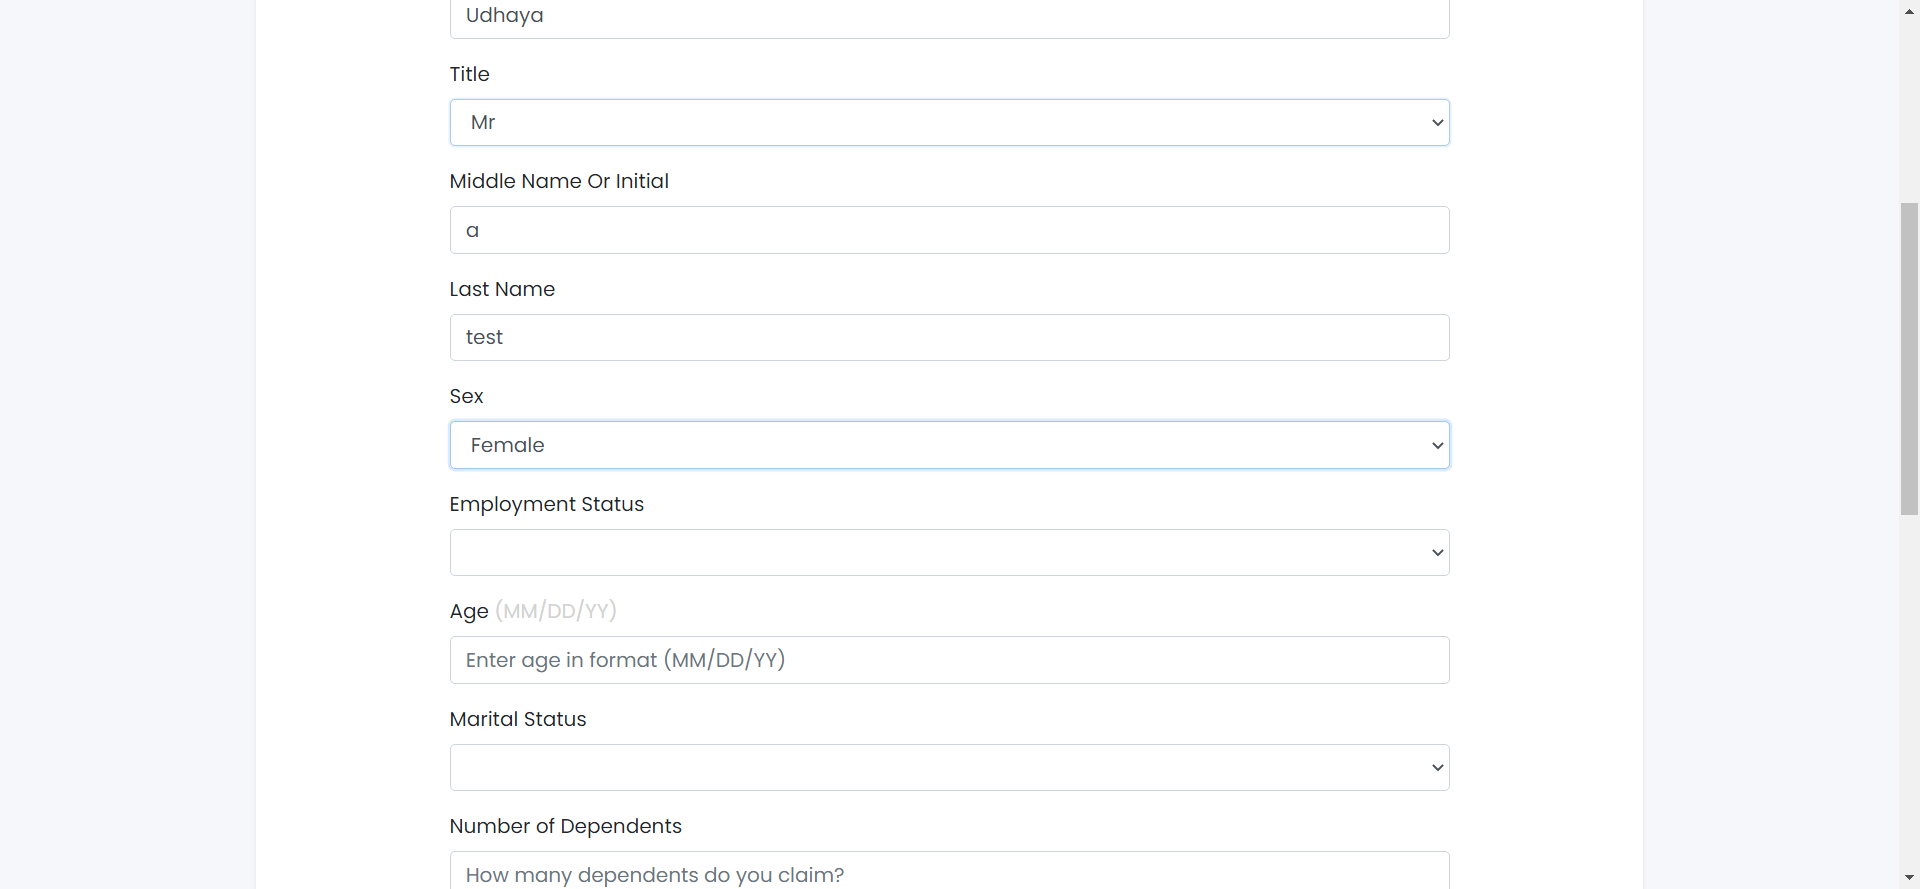 Udhaya
Title
Mr
Middle Name Or Initial
a
Last Name
test
Sex
Female
Employment Status
Age (MM/DD/YY)
Enter age in format (MM/DD/YY)
Marital Status
Number of Dependents
How many dependents do you claim?